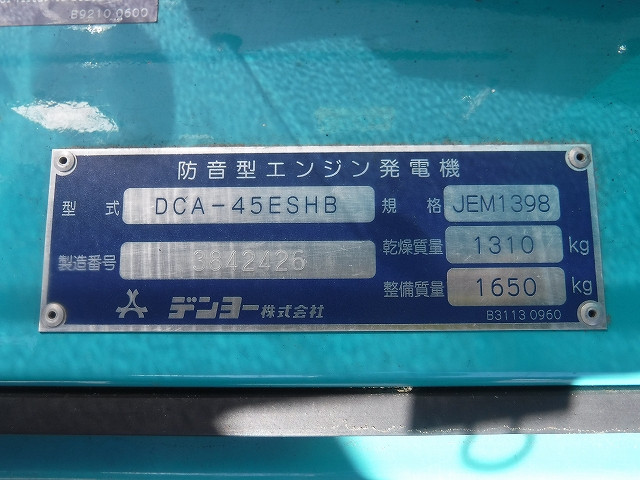 B9210 0600
防音型エンジン発電機
型式 DCA-45ESHB 規格 JEM1398
製造番号 3842426 乾燥質量 1310 kg
整備質量 1650 kg
デンヨー株式会社
B3113 0960